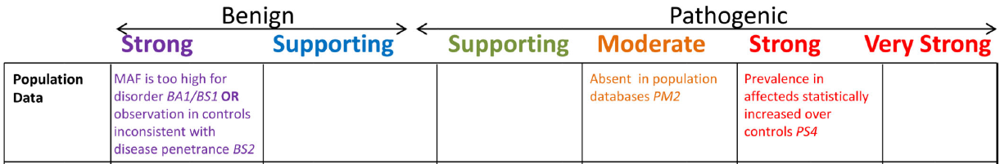 Benign
Pathogenic
Strong
Supporting
Supporting
Moderate
Strong
Very Strong
Population
Data
MAF is too high for
disorder BA1/BS1 OR
observation in controls
inconsistent with
disease penetrance BS2
Absent in population
databases PM2
Prevalence in
affecteds statistically
increased over
controls PS4